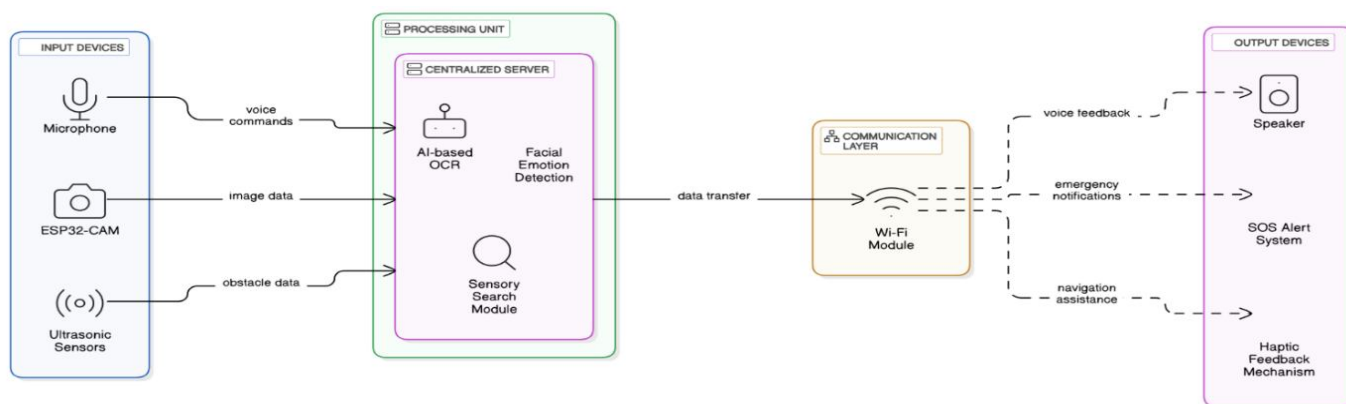 INPUT DEVICES
Microphone
ESP32-CAM
Ultrasonic
Sensors
voice
commands
image data
obstacle data
PROCESSING UNIT
CENTRALIZED SERVER
AI-based
OCR
Facial
Emotion
Detection
Sensory
Search
Module
data transfer
COMMUNICATION
LAYER
Wi-Fi
Module
voice feedback
emergency
notifications
navigation
assistance
OUTPUT DEVICES
Speaker
SOS Alert
System
Haptic
Feedback
Mechanism